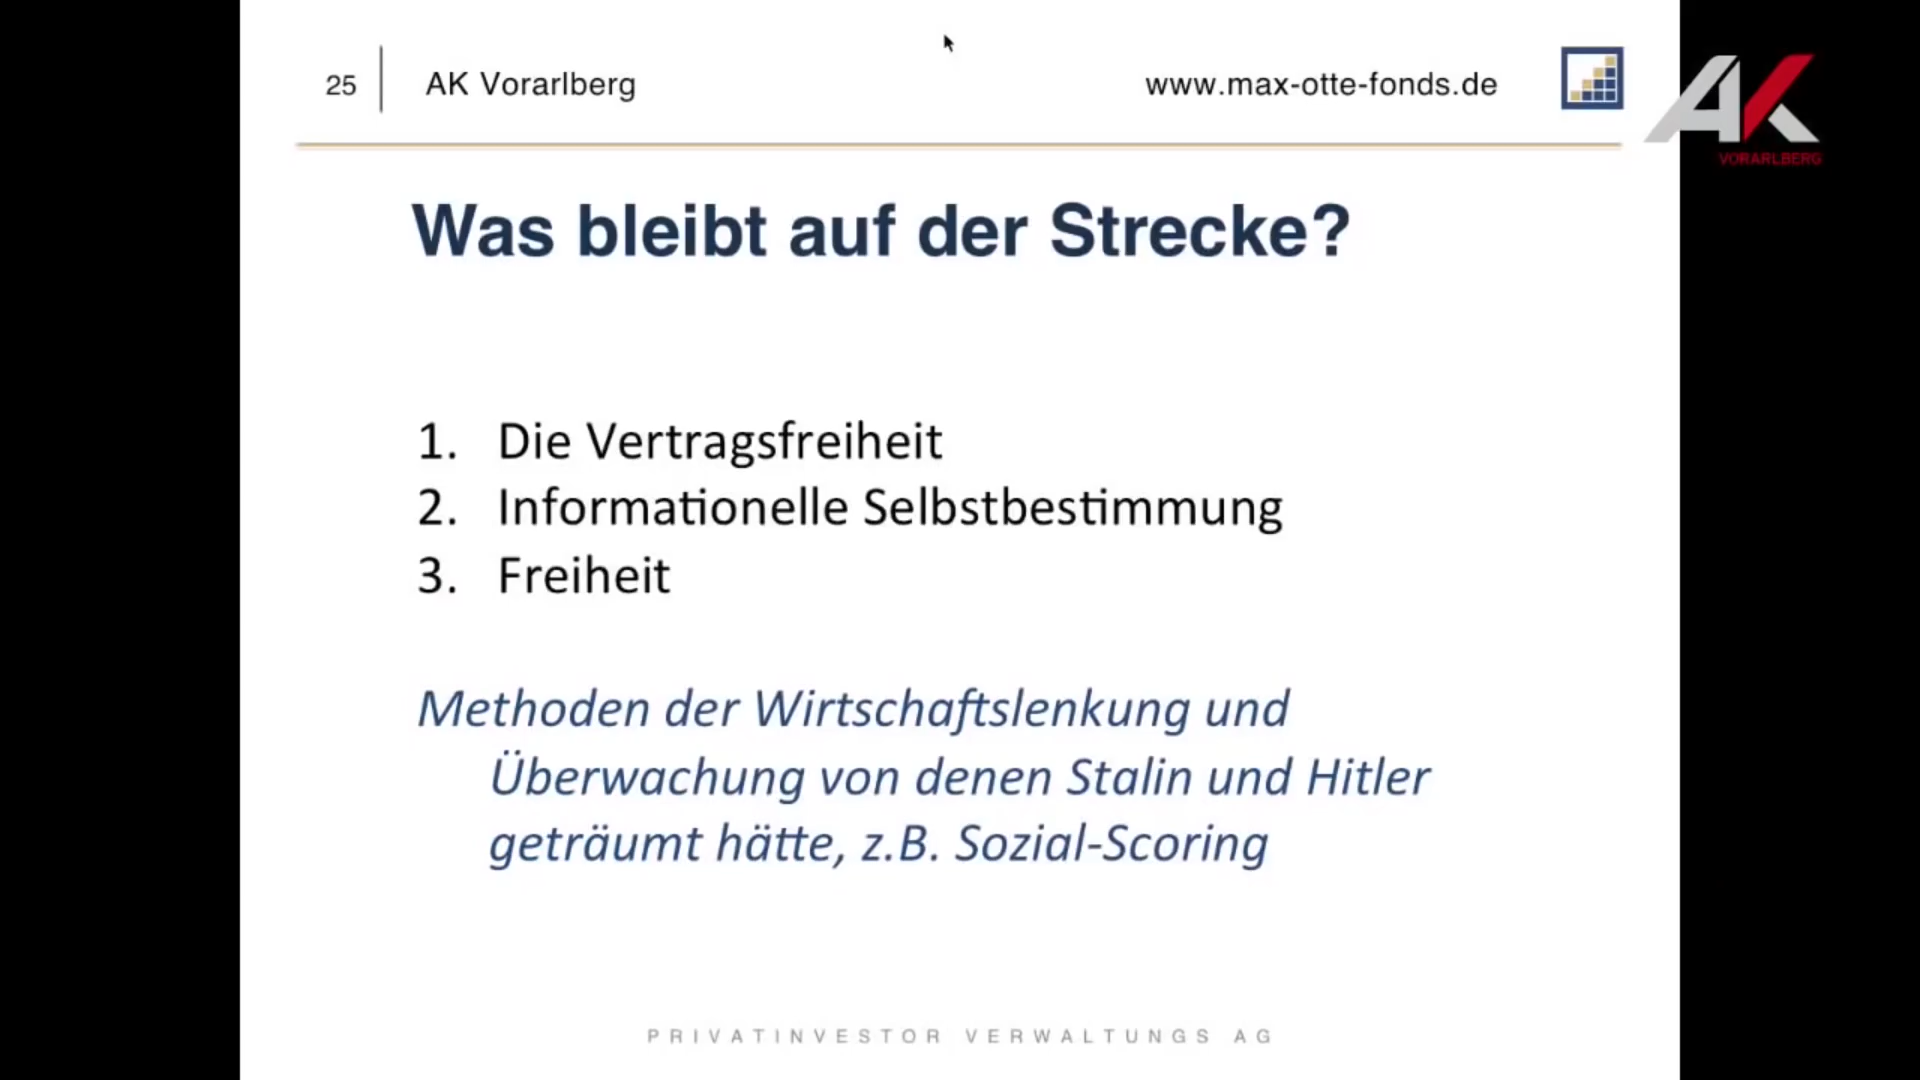 25
AK Vorarlberg
www.max-otte-fonds.de
AK
VORARLBERG
Was bleibt auf der Strecke?
1. Die Vertragsfreiheit
2. Informationelle Selbstbestimmung
3. Freiheit
Methoden der Wirtschaftslenkung und
Überwachung von denen Stalin und Hitler
geträumt hätte, z.B. Sozial-Scoring
PRIVATINVESTOR VERWALTUNGS AG